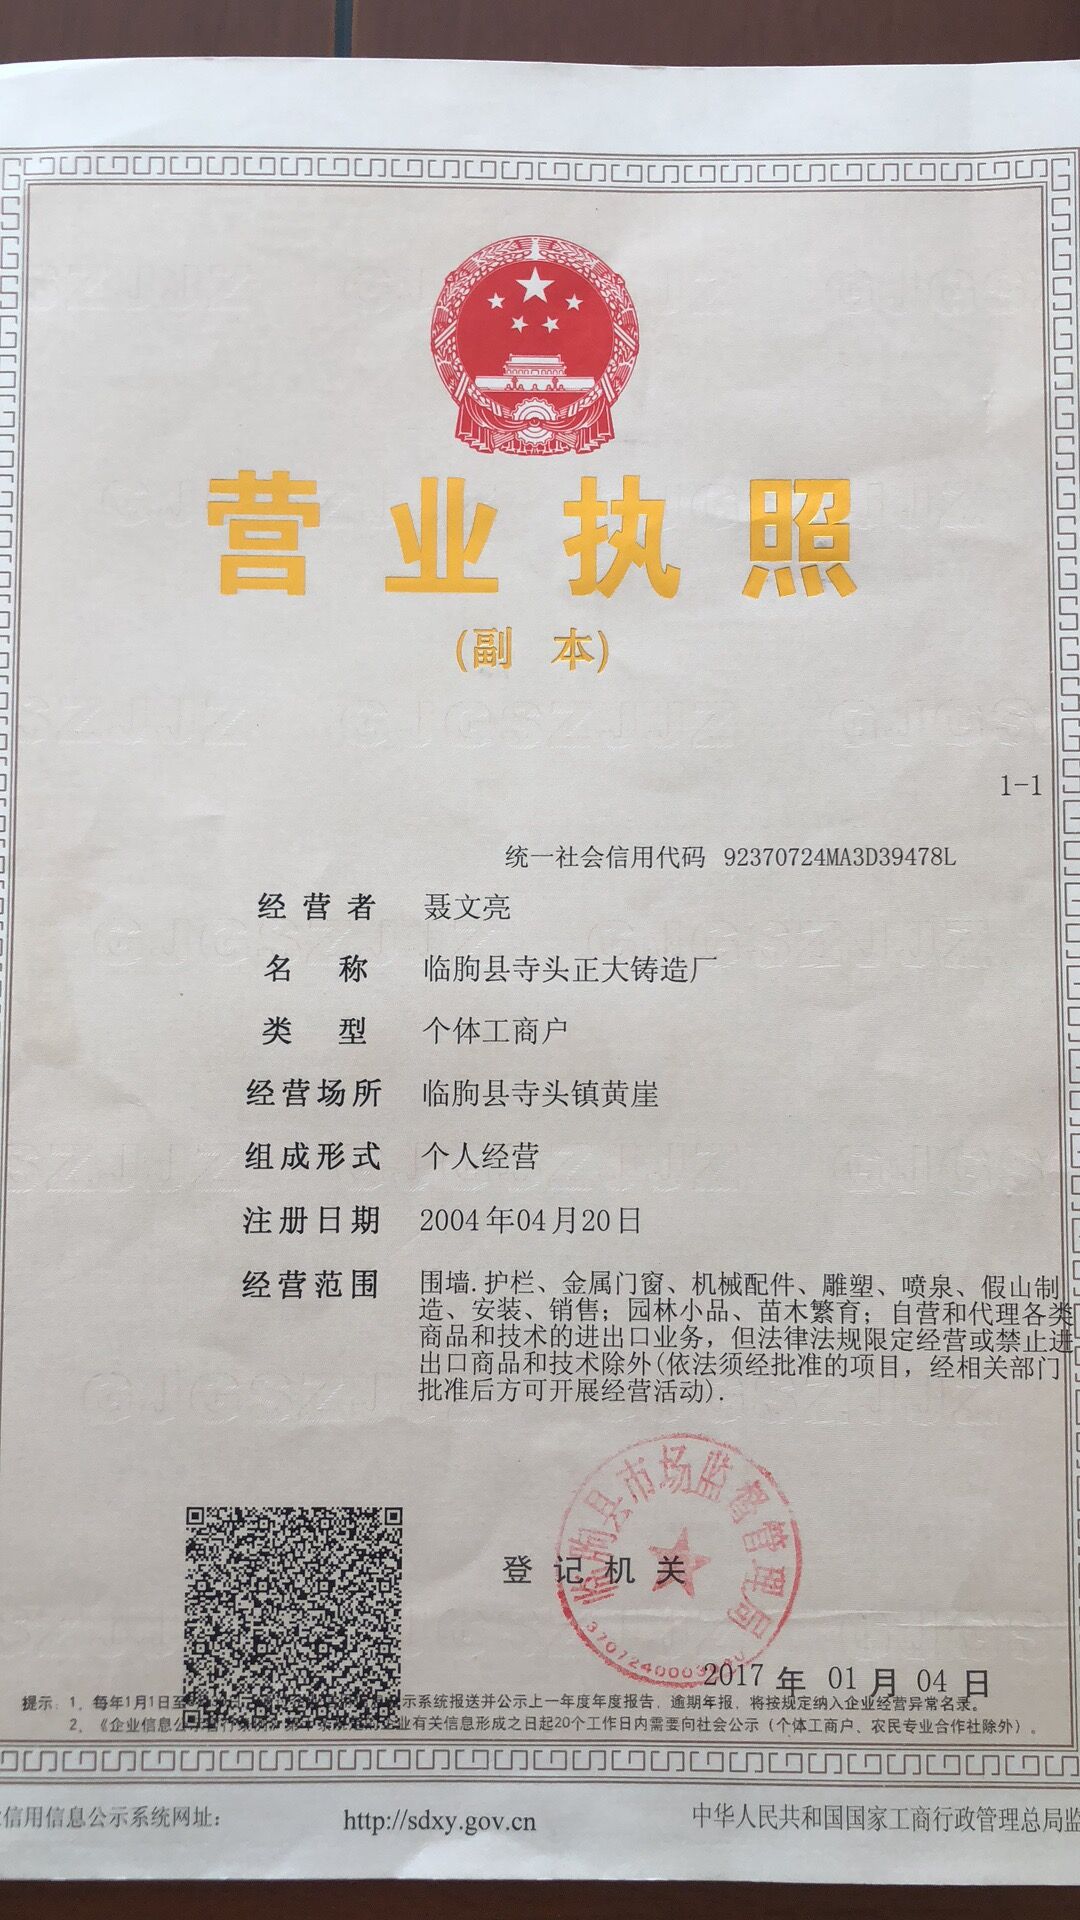 营业执照
(副 本)
1-1
统一社会信用代码 92370724MA3D39478L
经营者 聂文亮
名称 临朐县寺头正大铸造厂
类型 个体工商户
经营场所 临朐县寺头镇黄崖
组成形式 个人经营
注册日期 2004年04月20日
经营范围 围墙.护栏、金属门窗、机械配件、雕塑、喷泉、假山制
造、安装、销售；园林小品、苗木繁育；自营和代理各类
商品和技术的进出口业务，但法律法规限定经营或禁止进
出口商品和技术除外(依法须经批准的项目，经相关部门
批准后方可开展经营活动).
临朐县市场监督管理局
登记机关
2017年01月04日
提示：1、每年1月1日至 示系统报送并公示上一年度年度报告，逾期年报，将按规定纳入企业经营异常名录。
2、《企业信息公 业有关信息形成之日起20个工作日内需要向社会公示（个体工商户、农民专业合作社除外）。
信用信息公示系统网址：
http://sdxy.gov.cn
中华人民共和国国家工商行政管理总局监